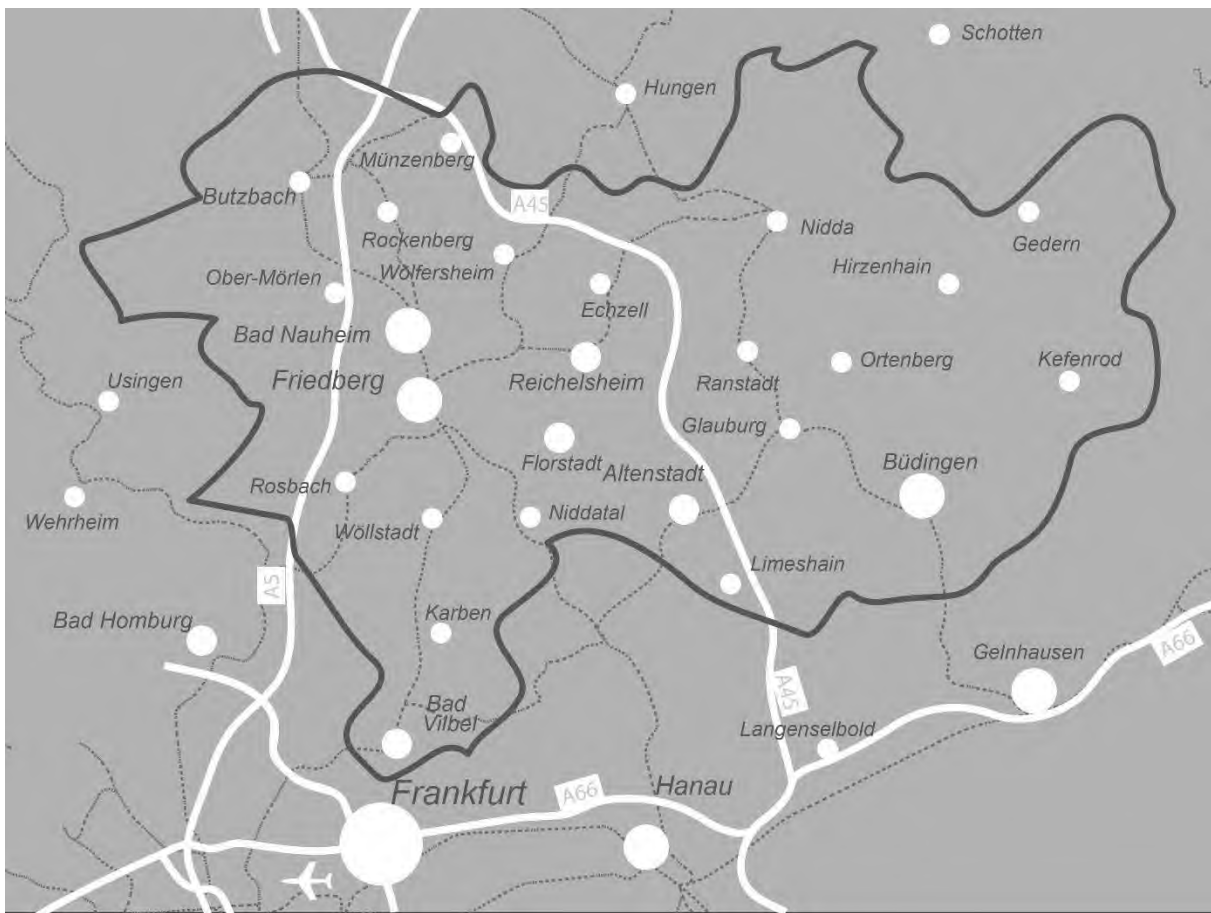 Schotten
Hungen
Münzenberg
Butzbach
A45
Rockenberg
Nidda
Gedern
Wölfersheim
Hirzenhain
Ober-Mörlen
Echzell
Bad Nauheim
Ortenberg
Kefenrod
Usingen
Friedberg
Reichelsheim
Ranstadt
Glauburg
Florstadt
Altenstadt
Büdingen
Rosbach
Wehrheim
Wöllstadt
Niddatal
Limeshain
A5
Bad Homburg
Karben
Gelnhausen
A66
A45
Bad
Vilbel
Langenselbold
Frankfurt
A66
Hanau